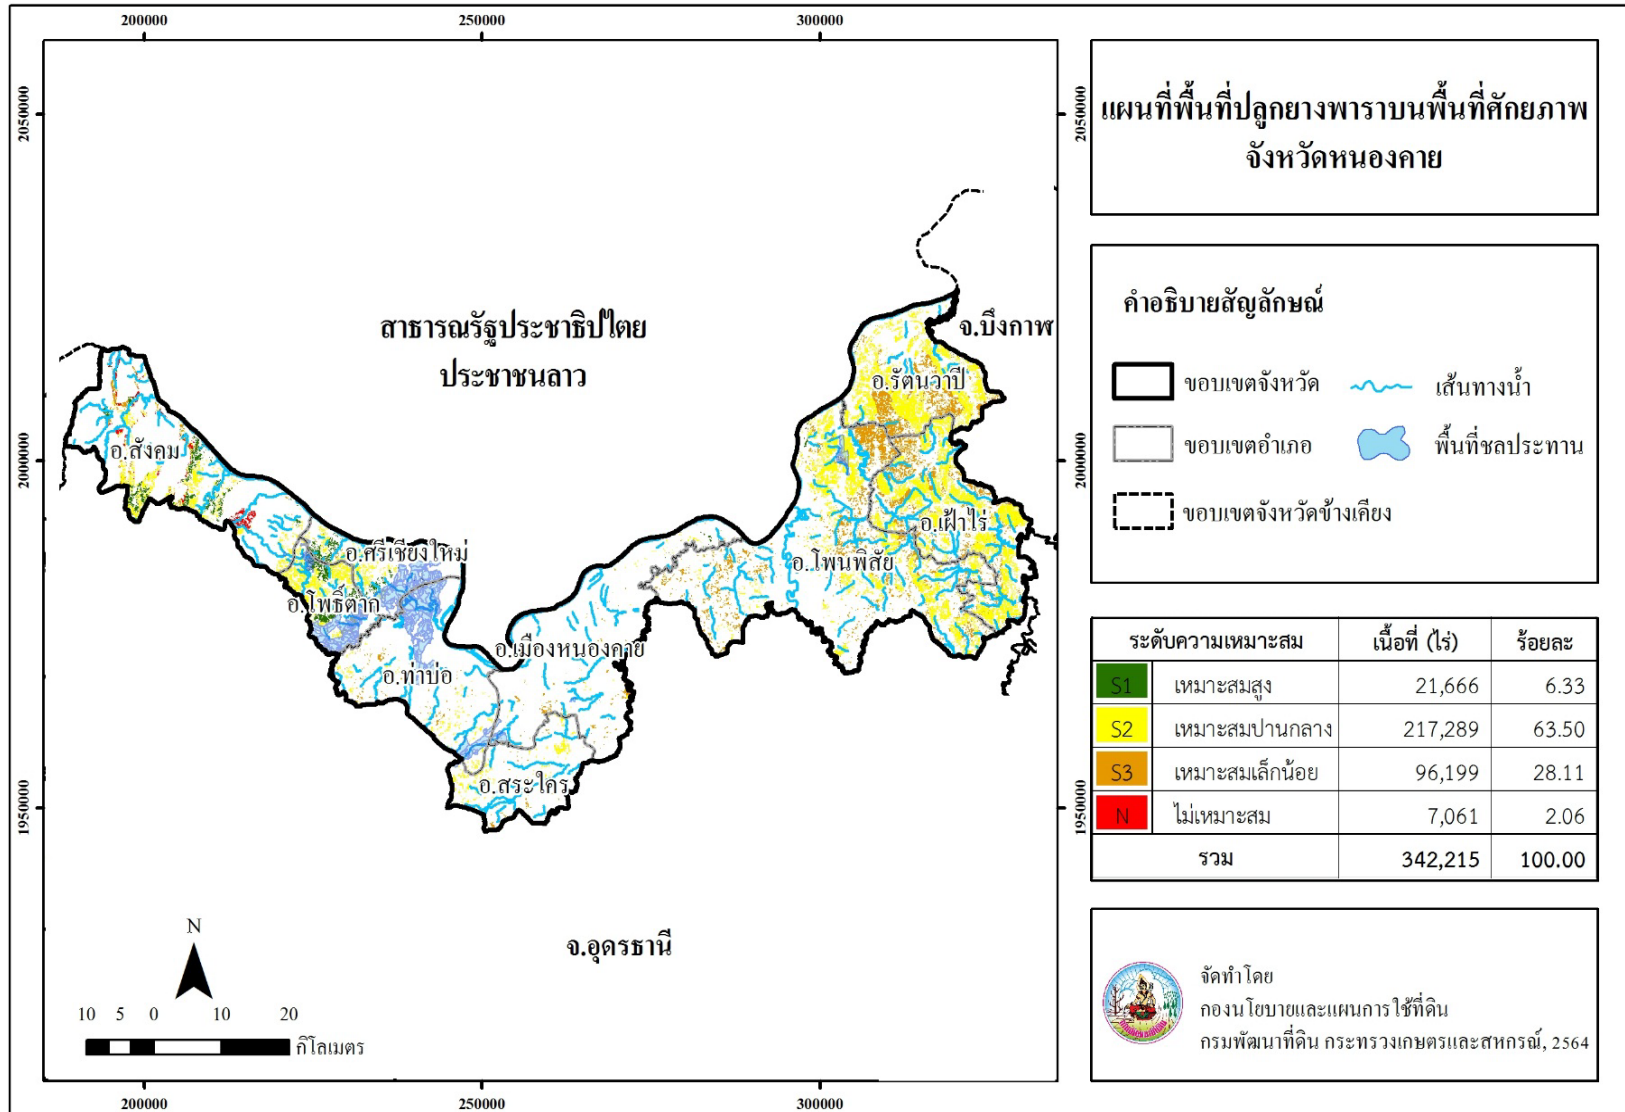 200000
250000
300000
2050000
2050000
แผนที่พื้นที่ปลูกยางพาราบนพื้นที่ศักยภาพ
จังหวัดหนองคาย
คำอธิบายสัญลักษณ์
ขอบเขตจังหวัด
เส้นทางน้ำ
ขอบเขตอำเภอ
พื้นที่ชลประทาน
ขอบเขตจังหวัดข้างเคียง
สาธารณรัฐประชาธิปไตย
ประชาชนลาว
จ.บึงกาฬ
อ.รัตนวาปี
2000000
2000000
อ.สังคม
อ.เฝ้าไร่
อ.ศรีเชียงใหม่
อ.โพนพิสัย
อ.โพธิ์ตาก
อ.เมืองหนองคาย
อ.ท่าบ่อ
อ.สระใคร
1950000
1950000
ระดับความเหมาะสม เนื้อที่ (ไร่) ร้อยละ
S1 เหมาะสมสูง 21,666 6.33
S2 เหมาะสมปานกลาง 217,289 63.50
S3 เหมาะสมเล็กน้อย 96,199 28.11
N ไม่เหมาะสม 7,061 2.06
รวม 342,215 100.00
จ.อุดรธานี
N
10 5 0 10 20
กิโลเมตร
จัดทำโดย
กองนโยบายและแผนการใช้ที่ดิน
กรมพัฒนาที่ดิน กระทรวงเกษตรและสหกรณ์, 2564
200000
250000
300000